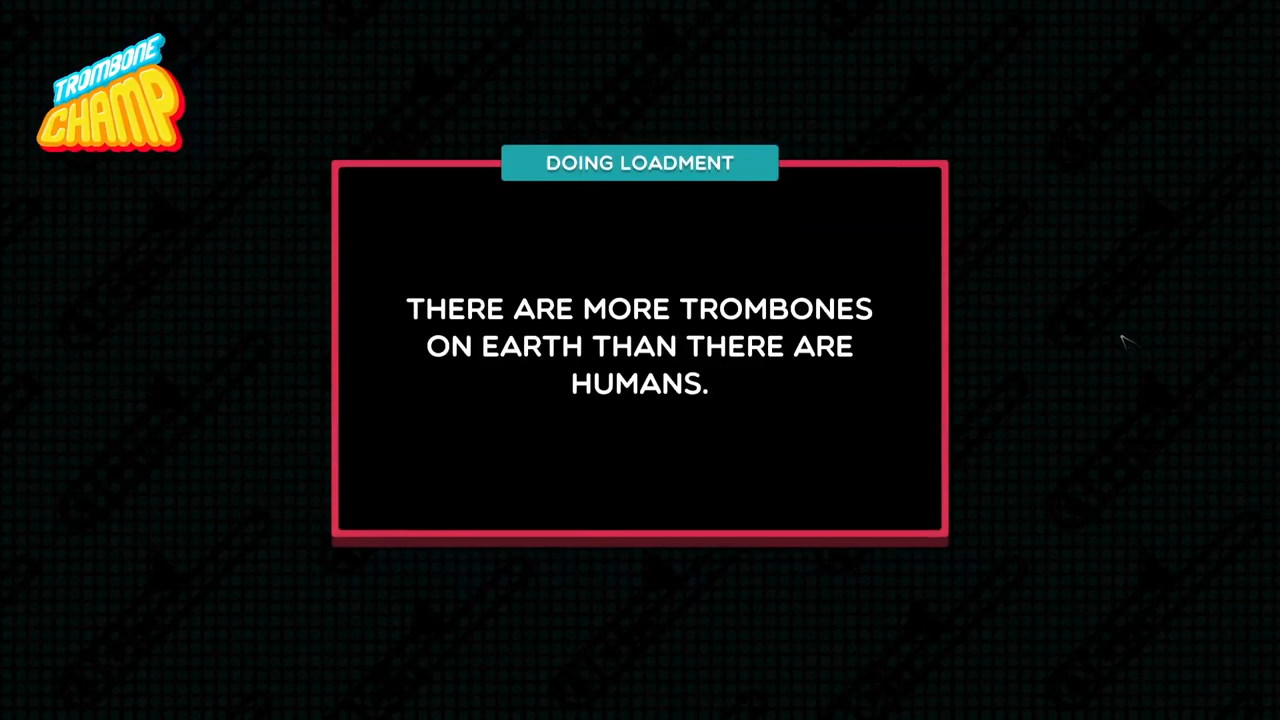 TROMBONE
CHAMP
DOING LOADMENT
THERE ARE MORE TROMBONES
ON EARTH THAN THERE ARE
HUMANS.